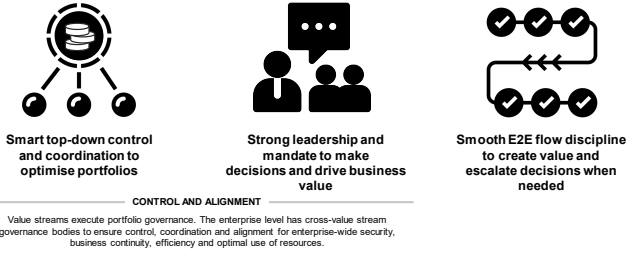 Smart top-down control
and coordination to
optimise portfolios
Strong leadership and
mandate to make
decisions and drive business
value
Smooth E2E flow discipline
to create value and
escalate decisions when
needed
CONTROL AND ALIGNMENT
Value streams execute portfolio governance. The enterprise level has cross-value stream
governance bodies to ensure control, coordination and alignment for enterprise-wide security,
business continuity, efficiency and optimal use of resources.